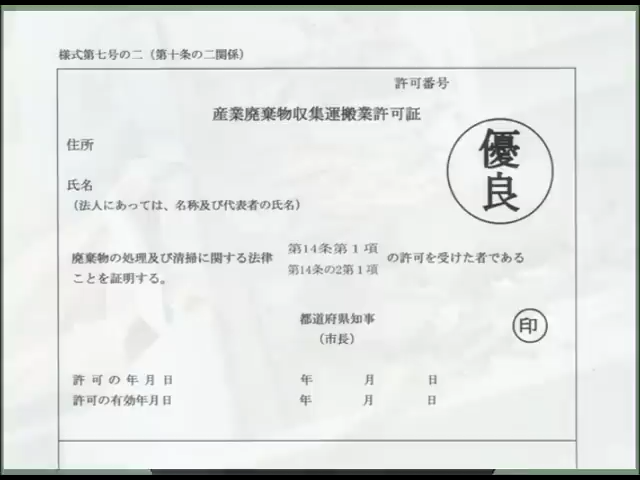 様式第七号の二（第十条の二関係）
許可番号
産業廃棄物収集運搬業許可証
優良
住所
氏名
（法人にあっては、名称及び代表者の氏名）
廃棄物の処理及び清掃に関する法律 第14条第1項 第14条の2第1項 の許可を受けた者である
ことを証明する。
都道府県知事
（市長）
印
許可の年月日 年 月 日
許可の有効年月日 年 月 日